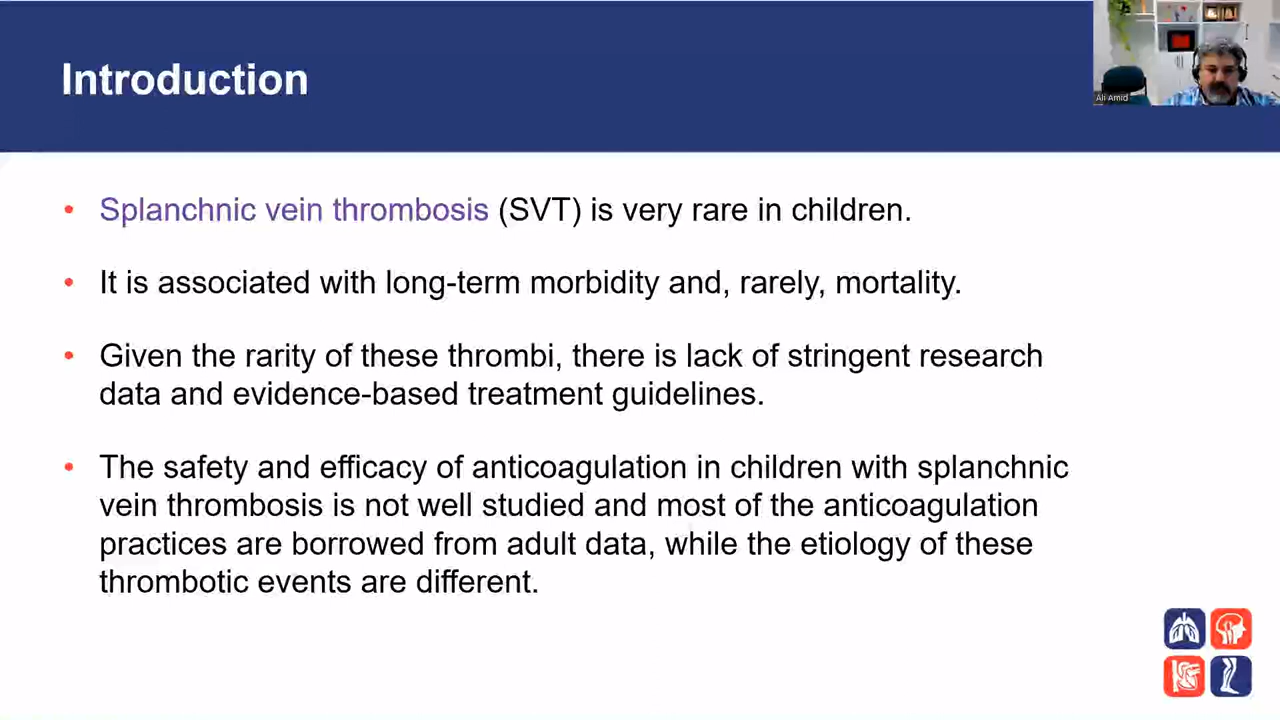 Introduction
Ali Amid
• Splanchnic vein thrombosis (SVT) is very rare in children.
• It is associated with long-term morbidity and, rarely, mortality.
• Given the rarity of these thrombi, there is lack of stringent research
data and evidence-based treatment guidelines.
• The safety and efficacy of anticoagulation in children with splanchnic
vein thrombosis is not well studied and most of the anticoagulation
practices are borrowed from adult data, while the etiology of these
thrombotic events are different.